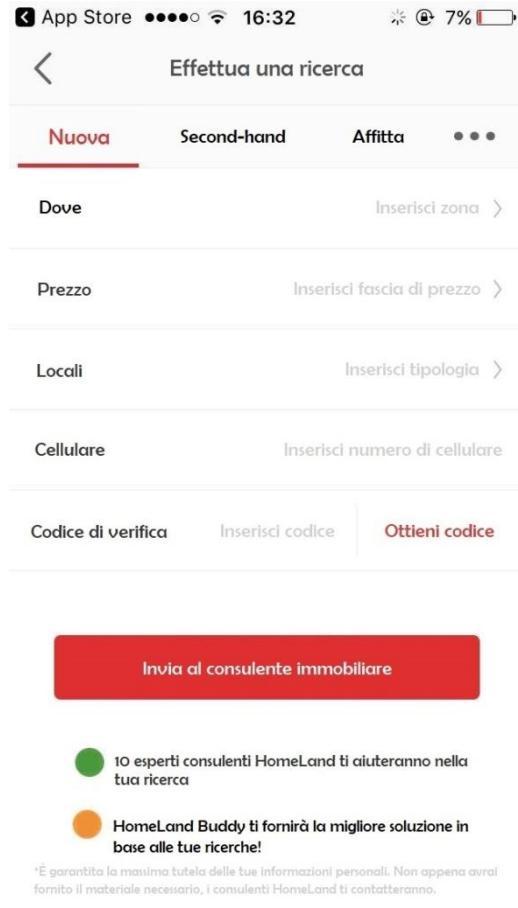 App Store 16:32 7%
Effettua una ricerca
Nuova Second-hand Affitta
Dove Inserisci zona
Prezzo Inserisci fascia di prezzo
Locali Inserisci tipologia
Cellulare Inserisci numero di cellulare
Codice di verifica Inserisci codice Ottieni codice
Invia al consulente immobiliare
10 esperti consulenti HomeLand ti aiuteranno nella
tua ricerca
HomeLand Buddy ti fornirà la migliore soluzione in
base alle tue ricerche!
*È garantita la massima tutela delle tue informazioni personali. Non appena avrai
fornito il materiale necessario, i consulenti HomeLand ti contatteranno.